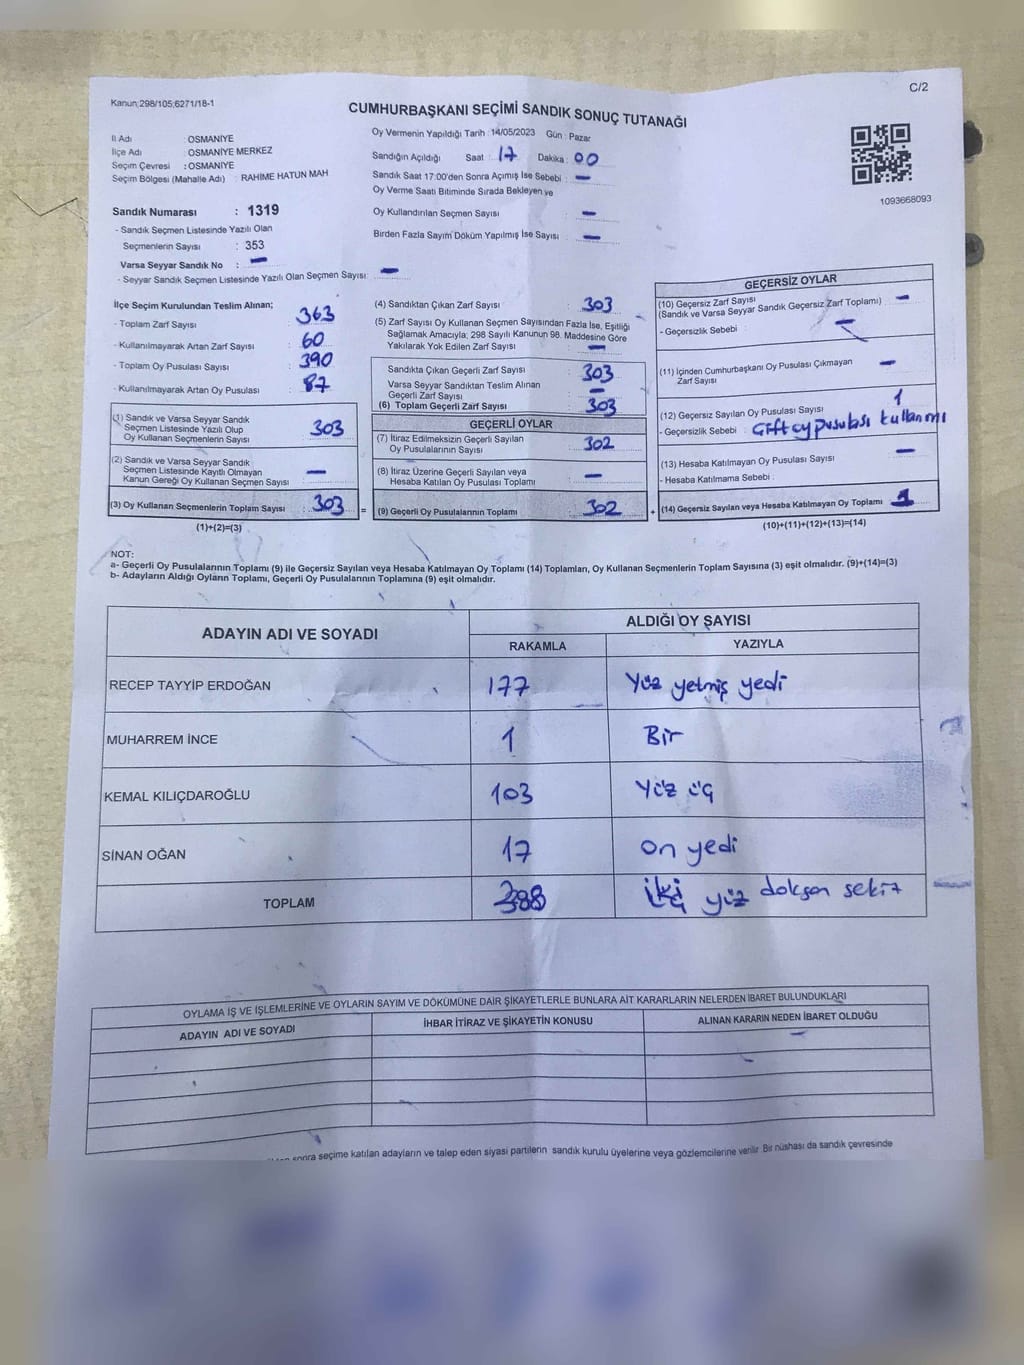 C/2
Kanun;298/105;6271/18-1
CUMHURBAŞKANI SEÇİMİ SANDIK SONUÇ TUTANAĞI
İl Adı : OSMANİYE
İlçe Adı : OSMANİYE MERKEZ
Seçim Çevresi : OSMANİYE
Seçim Bölgesi (Mahalle Adı) : RAHİME HATUN MAH
Sandık Numarası : 1319
- Sandık Seçmen Listesinde Yazılı Olan
Seçmenlerin Sayısı : 353
Varsa Seyyar Sandık No : —
- Seyyar Sandık Seçmen Listesinde Yazılı Olan Seçmen Sayısı: —
Oy Vermenin Yapıldığı Tarih : 14/05/2023 Gün : Pazar
Sandığın Açıldığı Saat : 17 Dakika : 00
Sandık Saat 17:00'den Sonra Açımış İse Sebebi : —
Oy Verme Saati Bitiminde Sırada Bekleyen ve
Oy Kullandırılan Seçmen Sayısı : —
Birden Fazla Sayım Döküm Yapılmış İse Sayısı : —
1093668093
İlçe Seçim Kurulundan Teslim Alınan;
- Toplam Zarf Sayısı : 363
- Kullanılmayarak Artan Zarf Sayısı : 60
- Toplam Oy Pusulası Sayısı : 390
- Kullanılmayarak Artan Oy Pusulası : 87
(1) Sandık ve Varsa Seyyar Sandık
Seçmen Listesinde Yazılı Olup
Oy Kullanan Seçmenlerin Sayısı : 303
(2) Sandık ve Varsa Seyyar Sandık
Seçmen Listesinde Kayıtlı Olmayan
Kanun Gereği Oy Kullanan Seçmen Sayısı : —
(3) Oy Kullanan Seçmenlerin Toplam Sayısı : 303 =
(1)+(2)=(3)
(4) Sandıktan Çıkan Zarf Sayısı : 303
(5) Zarf Sayısı Oy Kullanan Seçmen Sayısından Fazla İse, Eşitliği
Sağlamak Amacıyla; 298 Sayılı Kanunun 98. Maddesine Göre
Yakılarak Yok Edilen Zarf Sayısı : —
Sandıkta Çıkan Geçerli Zarf Sayısı : 303
Varsa Seyyar Sandıktan Teslim Alınan
Geçerli Zarf Sayısı : —
(6) Toplam Geçerli Zarf Sayısı : 303
GEÇERLİ OYLAR
(7) İtiraz Edilmeksizin Geçerli Sayılan
Oy Pusulalarının Sayısı : 302
(8) İtiraz Üzerine Geçerli Sayılan veya
Hesaba Katılan Oy Pusulası Toplamı : —
(9) Geçerli Oy Pusulalarının Toplamı : 302 +
GEÇERSİZ OYLAR
(10) Geçersiz Zarf Sayısı
(Sandık ve Varsa Seyyar Sandık Geçersiz Zarf Toplamı) : —
- Geçersizlik Sebebi : —
(11) İçinden Cumhurbaşkanı Oy Pusulası Çıkmayan
Zarf Sayısı : —
(12) Geçersiz Sayılan Oy Pusulası Sayısı : 1
- Geçersizlik Sebebi : Çift oy pusulası kullanımı
(13) Hesaba Katılmayan Oy Pusulası Sayısı : —
- Hesaba Katılmama Sebebi :
(14) Geçersiz Sayılan veya Hesaba Katılmayan Oy Toplamı : 1
(10)+(11)+(12)+(13)=(14)
NOT:
a- Geçerli Oy Pusulalarının Toplamı (9) ile Geçersiz Sayılan veya Hesaba Katılmayan Oy Toplamı (14) Toplamları, Oy Kullanan Seçmenlerin Toplam Sayısına (3) eşit olmalıdır. (9)+(14)=(3)
b- Adayların Aldığı Oyların Toplamı, Geçerli Oy Pusulalarının Toplamına (9) eşit olmalıdır.
ADAYIN ADI VE SOYADI
ALDIĞI OY SAYISI
RAKAMLA YAZIYLA
RECEP TAYYİP ERDOĞAN 177 Yüz yetmiş yedi
MUHARREM İNCE 1 Bir
KEMAL KILIÇDAROĞLU 103 Yüz üç
SİNAN OĞAN 17 on yedi
TOPLAM iki yüz doksan sekiz
OYLAMA İŞ VE İŞLEMLERİNE VE OYLARIN SAYIM VE DÖKÜMÜNE DAİR ŞİKAYETLERLE BUNLARA AİT KARARLARIN NELERDEN İBARET BULUNDUKLARI
ADAYIN ADI VE SOYADI İHBAR İTİRAZ VE ŞİKAYETİN KONUSU ALINAN KARARIN NEDEN İBARET OLDUĞU
sonra seçime katılan adayların ve talep eden siyasi partilerin sandık kurulu üyelerine veya gözlemcilerine verilir. Bir nüshası da sandık çevresinde